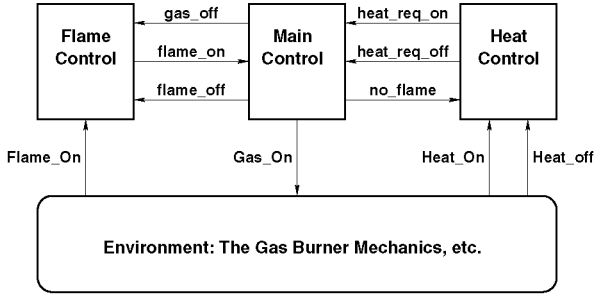 gas_off
heat_req_on
Flame
Control
Main
Control
Heat
Control
flame_on
heat_req_off
flame_off
no_flame
Flame_On
Gas_On
Heat_On
Heat_off
Environment: The Gas Burner Mechanics, etc.